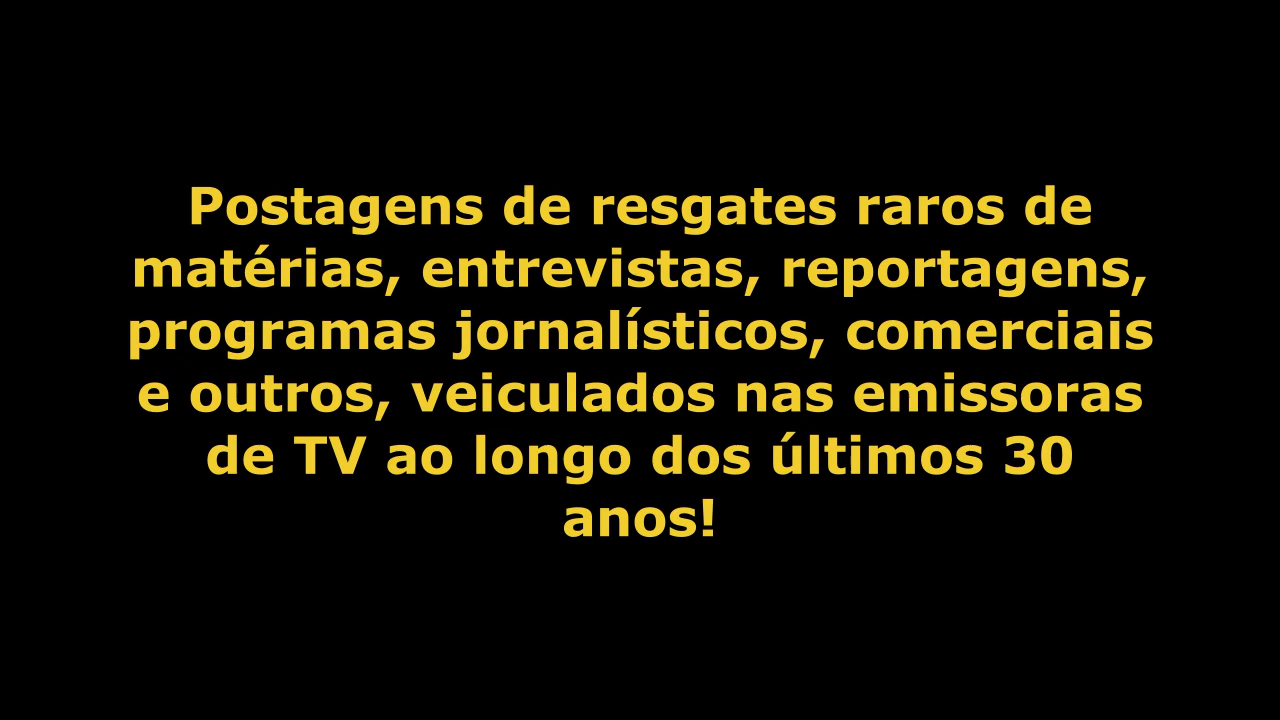 Postagens de resgates raros de
matérias, entrevistas, reportagens,
programas jornalísticos, comerciais
e outros, veiculados nas emissoras
de TV ao longo dos últimos 30
anos!